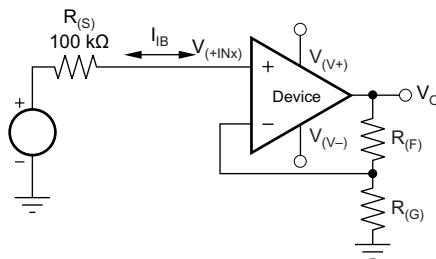 R(S)
100 kΩ
IIB
V(+INx)
V(V+)
+
+
Device
VO
−
−
V(V–)
R(F)
R(G)